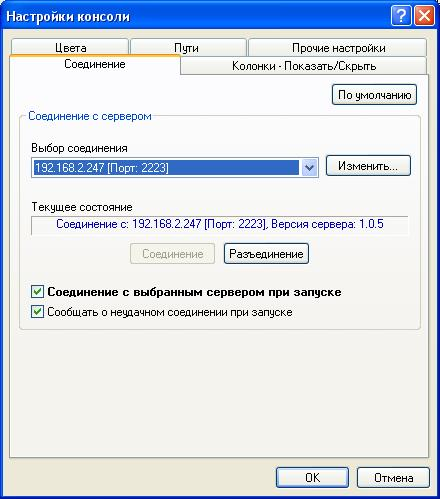 Настройки консоли
Цвета Пути Прочие настройки
Соединение Колонки - Показать/Скрыть
По умолчанию
Соединение с сервером
Выбор соединения
192.168.2.247 [Порт: 2223] Изменить...
Текущее состояние
Соединение с: 192.168.2.247 [Порт: 2223], Версия сервера: 1.0.5
Соединение Разъединение
Соединение с выбранным сервером при запуске
Сообщать о неудачном соединении при запуске
OK Отмена